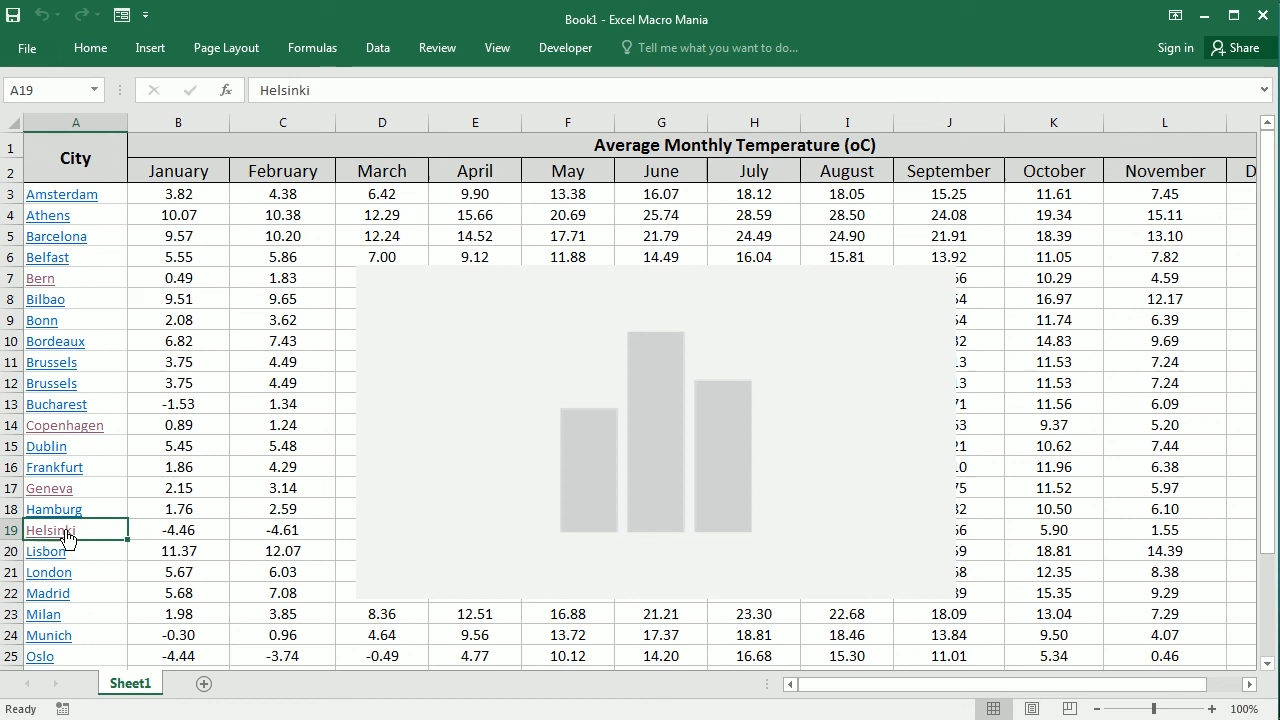 Book1 - Excel Macro Mania
File Home Insert Page Layout Formulas Data Review View Developer Tell me what you want to do... Sign in Share
A19 fx Helsinki
A B C D E F G H I J K L
1 City Average Monthly Temperature (oC)
2 January February March April May June July August September October November D
3 Amsterdam 3.82 4.38 6.42 9.90 13.38 16.07 18.12 18.05 15.25 11.61 7.45
4 Athens 10.07 10.38 12.29 15.66 20.69 25.74 28.59 28.50 24.08 19.34 15.11
5 Barcelona 9.57 10.20 12.24 14.52 17.71 21.79 24.49 24.90 21.91 18.39 13.10
6 Belfast 5.55 5.86 7.00 9.12 11.88 14.49 16.04 15.81 13.92 11.05 7.82
7 Bern 0.49 1.83 56 10.29 4.59
8 Bilbao 9.51 9.65 54 16.97 12.17
9 Bonn 2.08 3.62 54 11.74 6.39
10 Bordeaux 6.82 7.43 32 14.83 9.69
11 Brussels 3.75 4.49 13 11.53 7.24
12 Brussels 3.75 4.49 13 11.53 7.24
13 Bucharest -1.53 1.34 71 11.56 6.09
14 Copenhagen 0.89 1.24 53 9.37 5.20
15 Dublin 5.45 5.48 21 10.62 7.44
16 Frankfurt 1.86 4.29 .0 11.96 6.38
17 Geneva 2.15 3.14 75 11.52 5.97
18 Hamburg 1.76 2.59 32 10.50 6.10
19 Helsinki -4.46 -4.61 56 5.90 1.55
20 Lisbon 11.37 12.07 59 18.81 14.39
21 London 5.67 6.03 58 12.35 8.38
22 Madrid 5.68 7.08 39 15.35 9.29
23 Milan 1.98 3.85 8.36 12.51 16.88 21.21 23.30 22.68 18.09 13.04 7.29
24 Munich -0.30 0.96 4.64 9.56 13.72 17.37 18.81 18.46 13.84 9.50 4.07
25 Oslo -4.44 -3.74 -0.49 4.77 10.12 14.20 16.68 15.30 11.01 5.34 0.46
Sheet1
Ready 100%